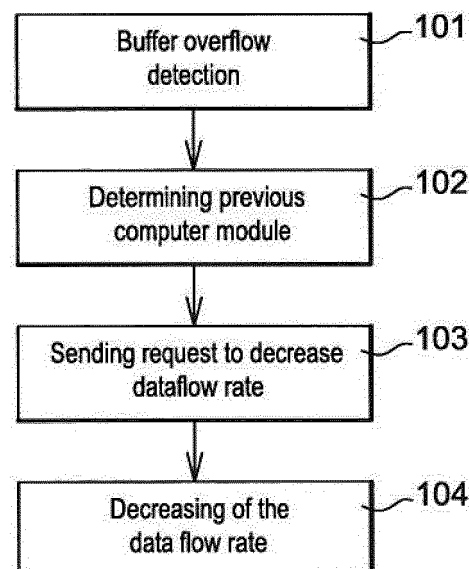 Buffer overflow
detection
101
Determining previous
computer module
102
Sending request to decrease
dataflow rate
103
Decreasing of the
data flow rate
104